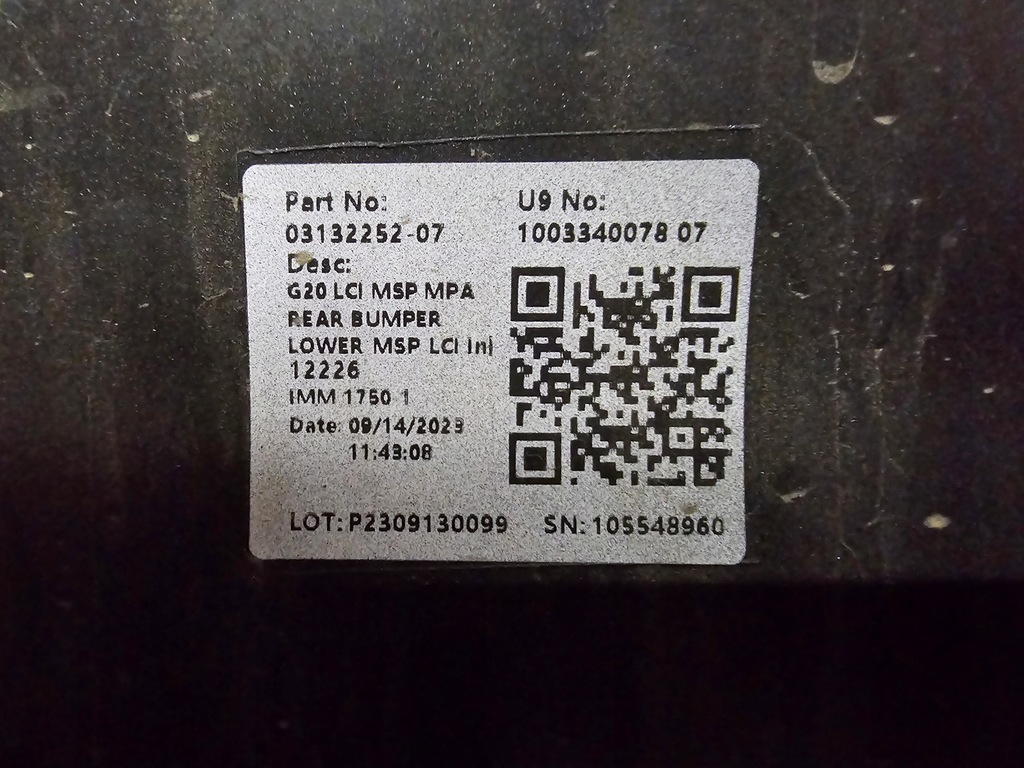 Part No: U9 No:
03132252-07 1003340078 07
Desc:
G20 LCI MSP MPA
REAR BUMPER
LOWER MSP LCI Inj
12226
IMM 1750 1
Date: 09/14/2023
11:43:08
LOT: P2309130099 SN: 105548960